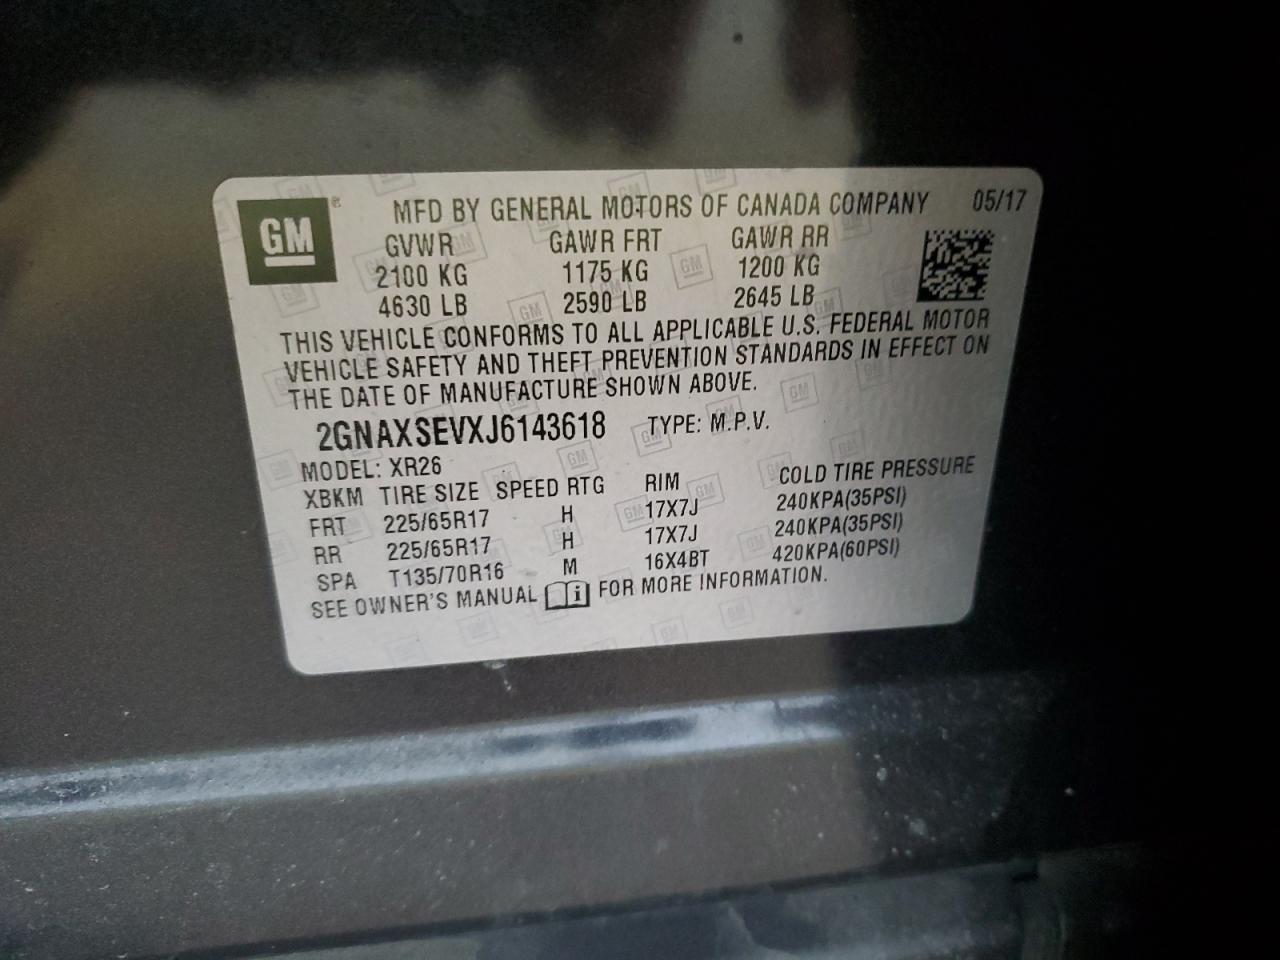 GM ® MFD BY GENERAL MOTORS OF CANADA COMPANY 05/17
GVWR GAWR FRT GAWR RR
2100 KG 1175 KG 1200 KG
4630 LB 2590 LB 2645 LB
THIS VEHICLE CONFORMS TO ALL APPLICABLE U.S. FEDERAL MOTOR
VEHICLE SAFETY AND THEFT PREVENTION STANDARDS IN EFFECT ON
THE DATE OF MANUFACTURE SHOWN ABOVE.
2GNAXSEVXJ6143618 TYPE: M.P.V.
MODEL: XR26
XBKM TIRE SIZE SPEED RTG RIM COLD TIRE PRESSURE
FRT 225/65R17 H 17X7J 240KPA(35PSI)
RR 225/65R17 H 17X7J 240KPA(35PSI)
SPA T135/70R16 M 16X4BT 420KPA(60PSI)
SEE OWNER'S MANUAL i FOR MORE INFORMATION.